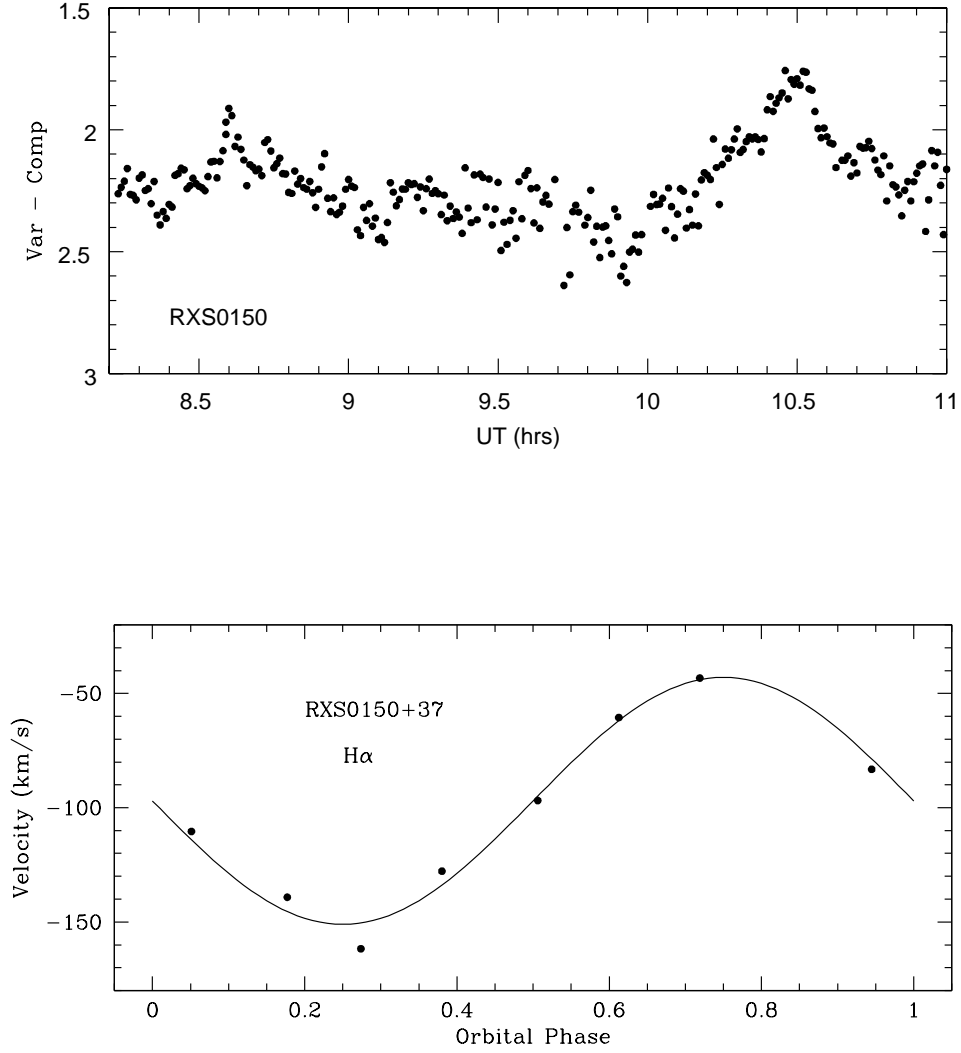 1.5
2
2.5
3
Var – Comp
RXS0150
8.5 9 9.5 10 10.5 11
UT (hrs)
−50
−100
−150
Velocity (km/s)
RXS0150+37
Hα
0 0.2 0.4 0.6 0.8 1
Orbital Phase